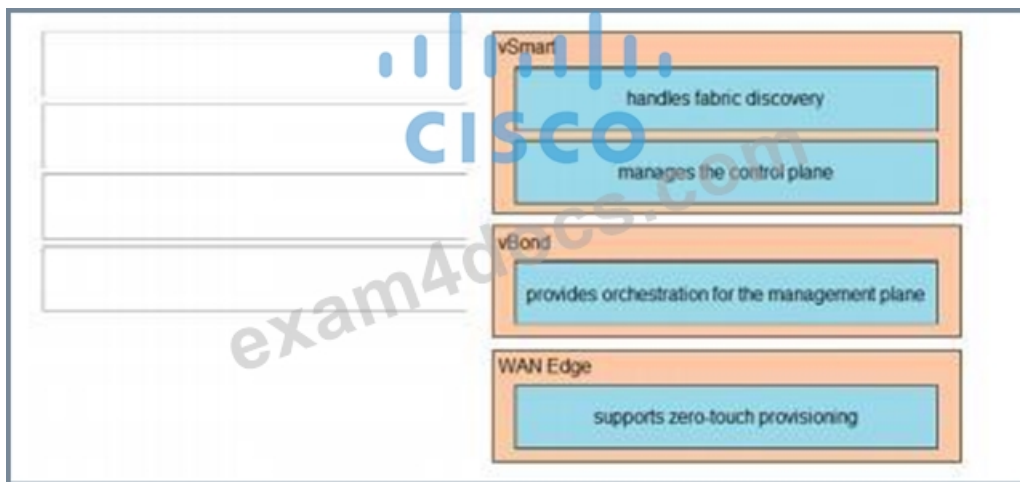 vSmart
handles fabric discovery
manages the control plane
vBond
provides orchestration for the management plane
WAN Edge
supports zero-touch provisioning
CISCO
exam4docs.com